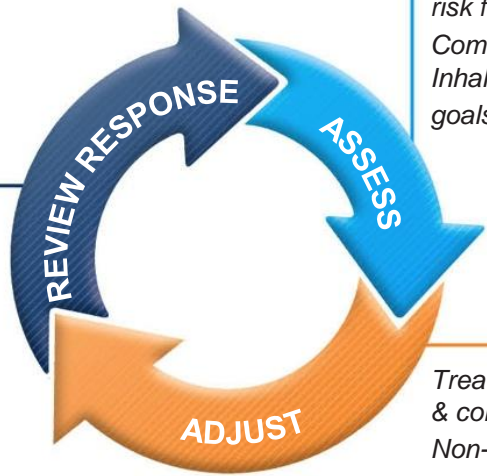 risk f
Com
Inhal
goals
REVIEW RESPONSE
ASSESS
ADJUST
Trea
& co
Non-